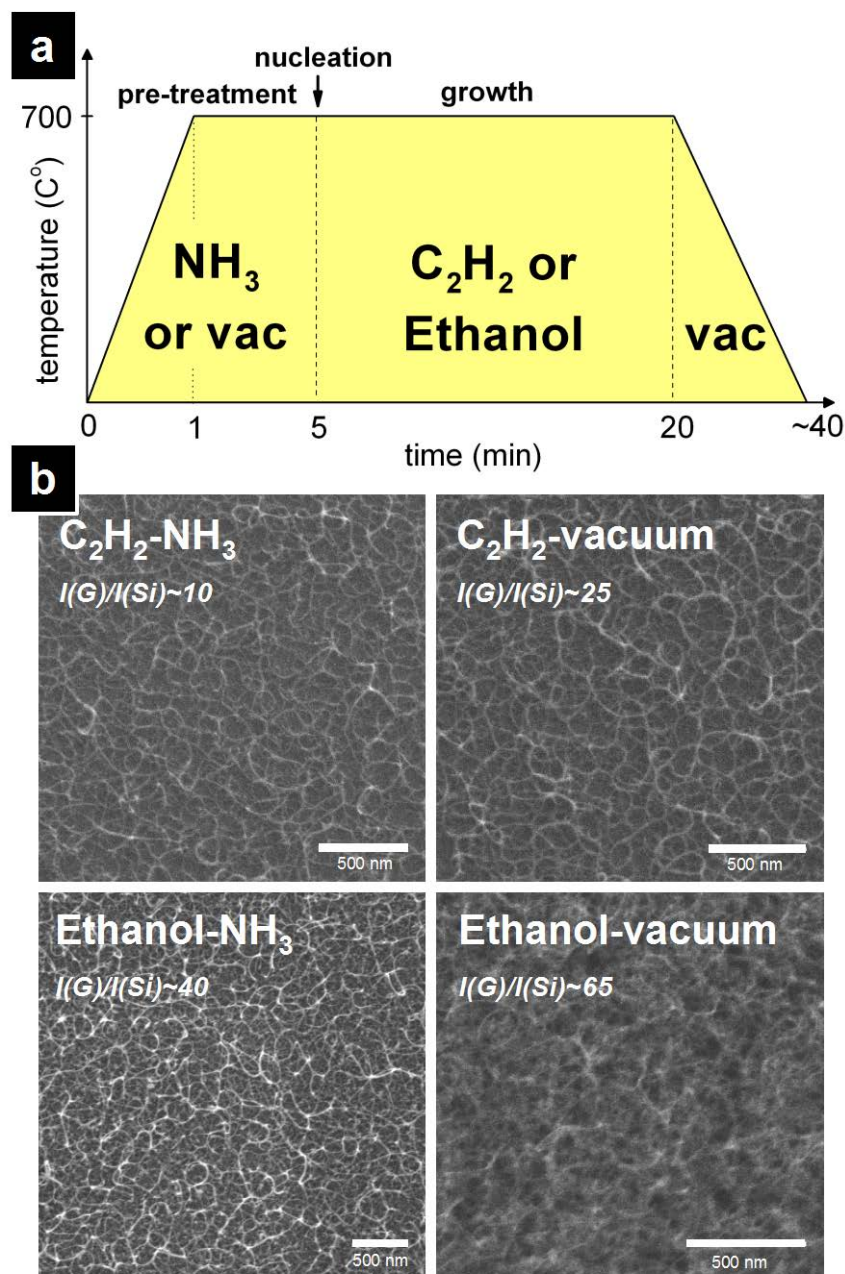 a
nucleation
pre-treatment growth
700
temperature (C°)
NH₃ or vac
C₂H₂ or Ethanol
vac
0 1 5 20 ~40
time (min)
b
C₂H₂-NH₃
I(G)/I(Si)~10
500 nm
C₂H₂-vacuum
I(G)/I(Si)~25
500 nm
Ethanol-NH₃
I(G)/I(Si)~40
500 nm
Ethanol-vacuum
I(G)/I(Si)~65
500 nm